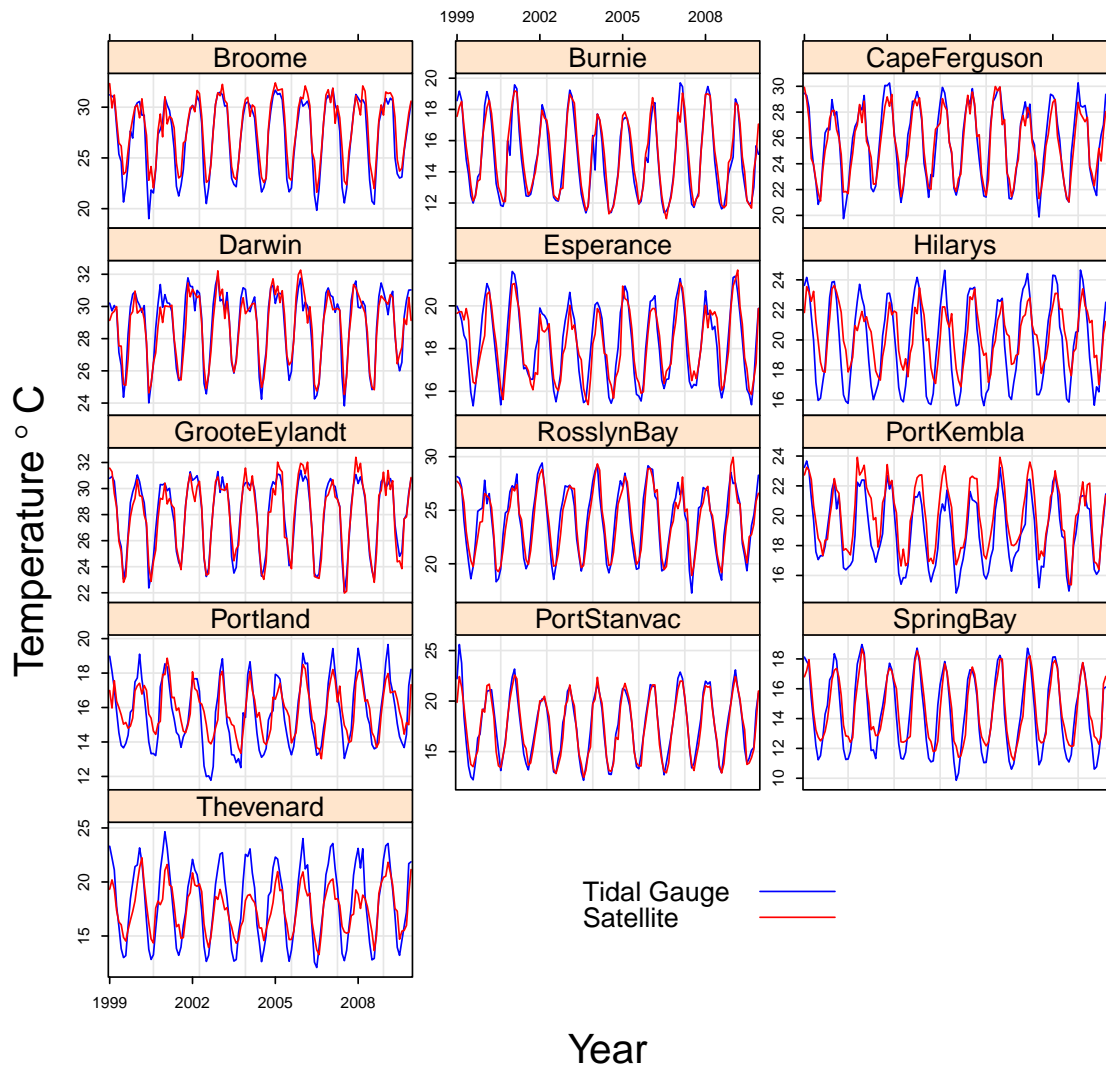 1999 2002 2005 2008
Broome Burnie CapeFerguson
20 25 30
12 14 16 18 20
20 22 24 26 28 30
Darwin Esperance Hilarys
24 26 28 30 32
16 18 20
16 18 20 22 24
GrooteEylandt RosslynBay PortKembla
22 24 26 28 30 32
20 25 30
16 18 20 22 24
Portland PortStanvac SpringBay
12 14 16 18 20
15 20 25
10 12 14 16 18
Thevenard
15 20 25
1999 2002 2005 2008
Temperature ° C
Tidal Gauge
Satellite
Year